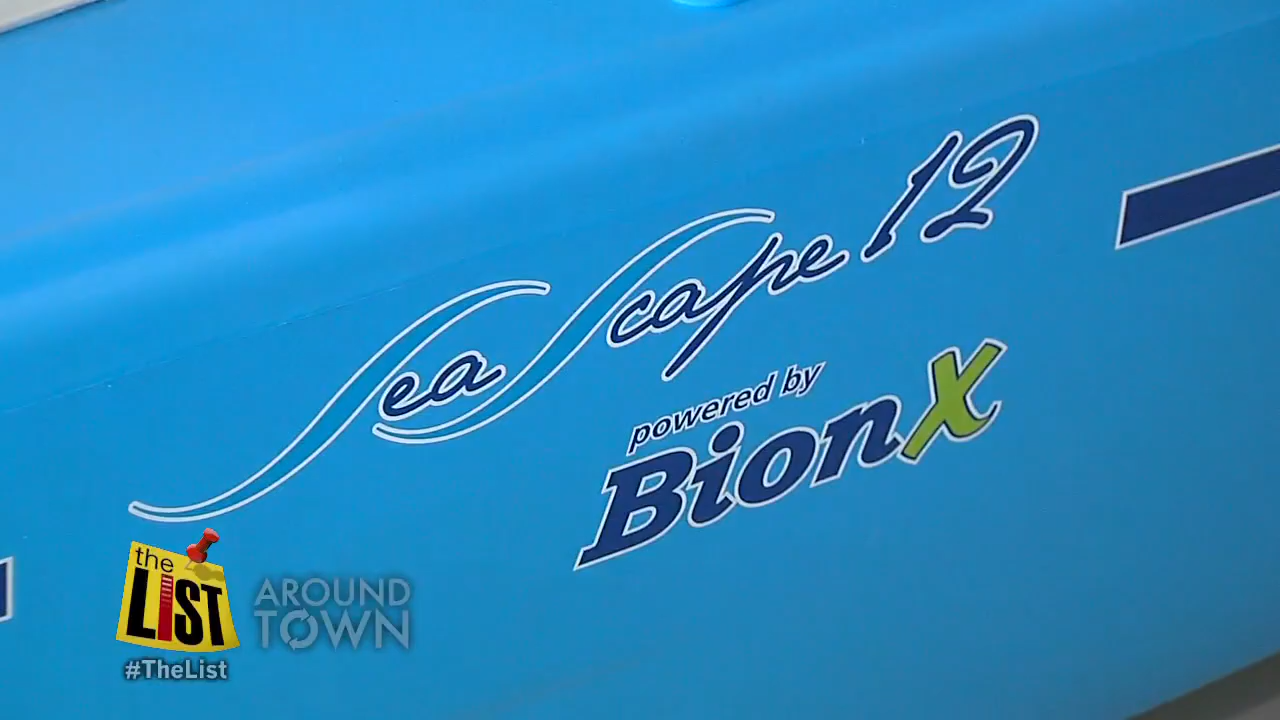 SeaScape 12
powered by
BionX
the
LIST
AROUND
TOWN
#TheList